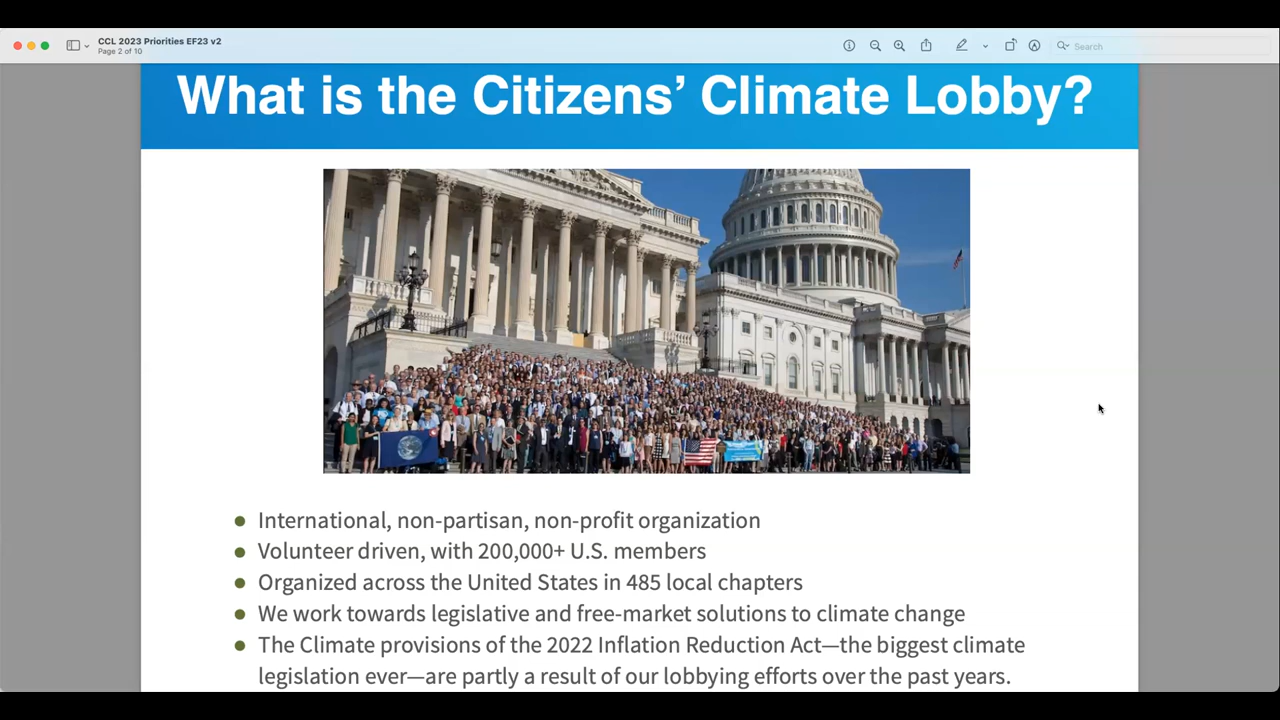 CCL 2023 Priorities EF23 v2
Page 2 of 10
Search
What is the Citizens’ Climate Lobby?
International, non-partisan, non-profit organization
Volunteer driven, with 200,000+ U.S. members
Organized across the United States in 485 local chapters
We work towards legislative and free-market solutions to climate change
The Climate provisions of the 2022 Inflation Reduction Act—the biggest climate
legislation ever—are partly a result of our lobbying efforts over the past years.